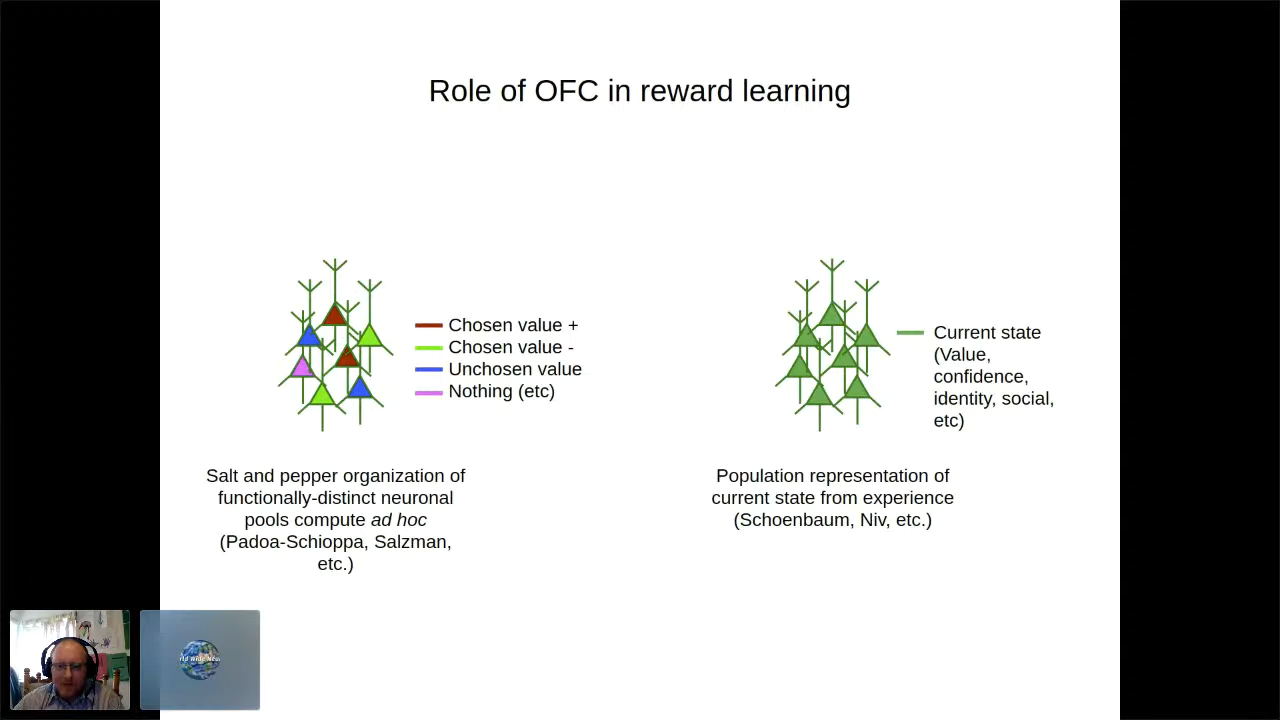 Role of OFC in reward learning
Chosen value +
Chosen value -
Unchosen value
Nothing (etc)
Current state
(Value,
confidence,
identity, social,
etc)
Salt and pepper organization of
functionally-distinct neuronal
pools compute ad hoc
(Padoa-Schioppa, Salzman,
etc.)
Population representation of
current state from experience
(Schoenbaum, Niv, etc.)